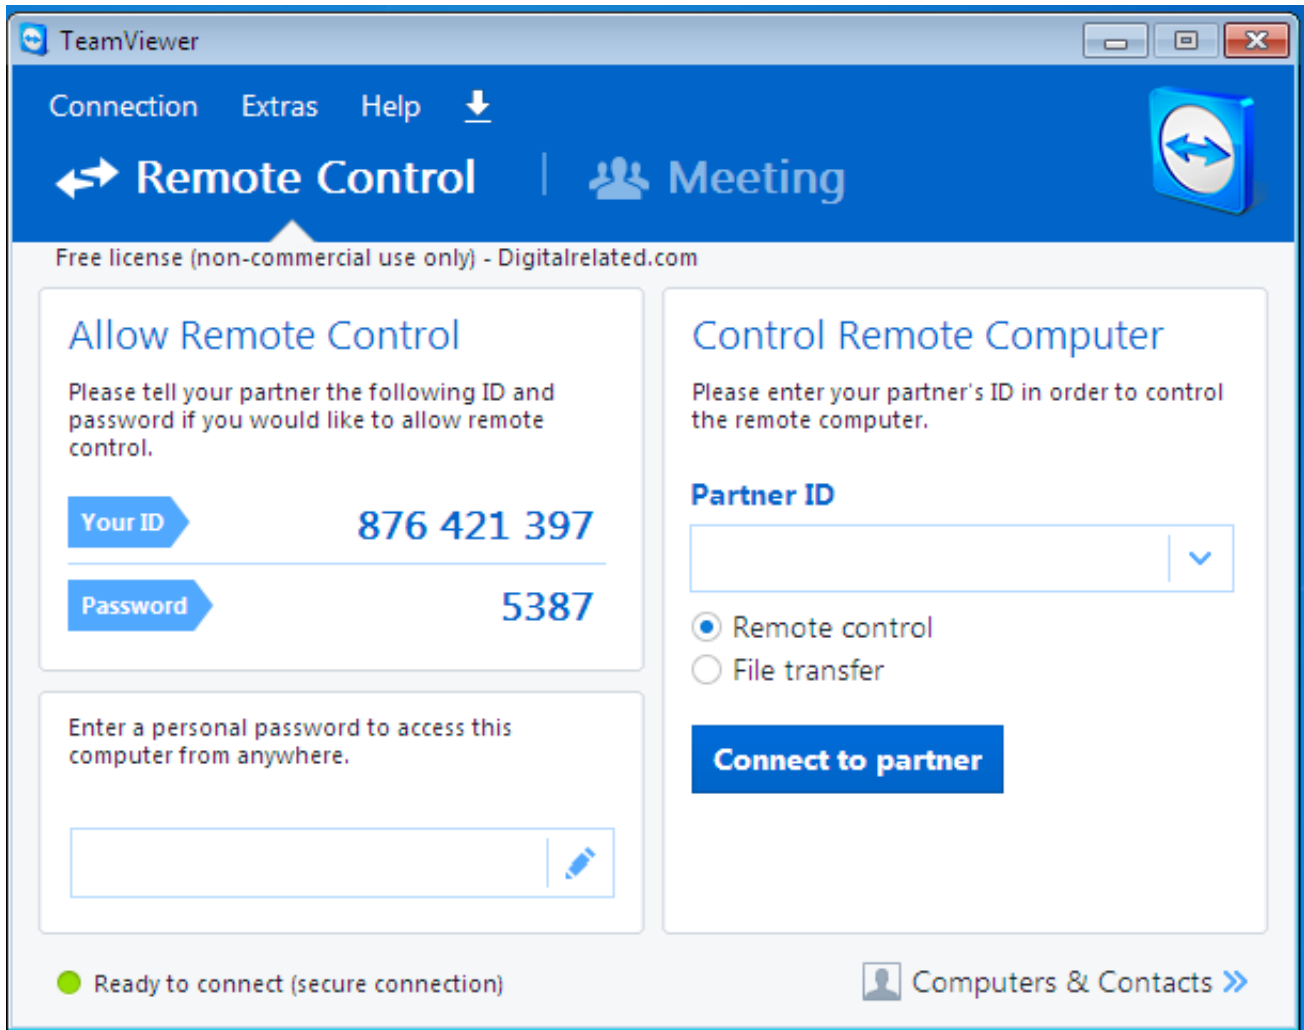 TeamViewer
Connection Extras Help
Remote Control Meeting
Free license (non-commercial use only) - Digitalrelated.com
Allow Remote Control
Please tell your partner the following ID and
password if you would like to allow remote
control.
Your ID 876 421 397
Password 5387
Enter a personal password to access this
computer from anywhere.
Control Remote Computer
Please enter your partner's ID in order to control
the remote computer.
Partner ID
Remote control
File transfer
Connect to partner
Ready to connect (secure connection)
Computers & Contacts